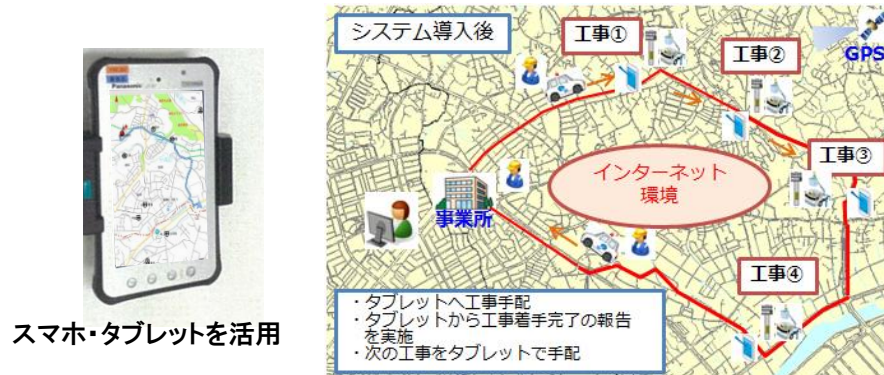 システム導入後
工事①
工事②
GPS
Panasonic
工事③
インターネット
環境
事業所
工事④
・タブレットへ工事手配
・タブレットから工事着手完了の報告
を実施
・次の工事をタブレットで手配
スマホ・タブレットを活用